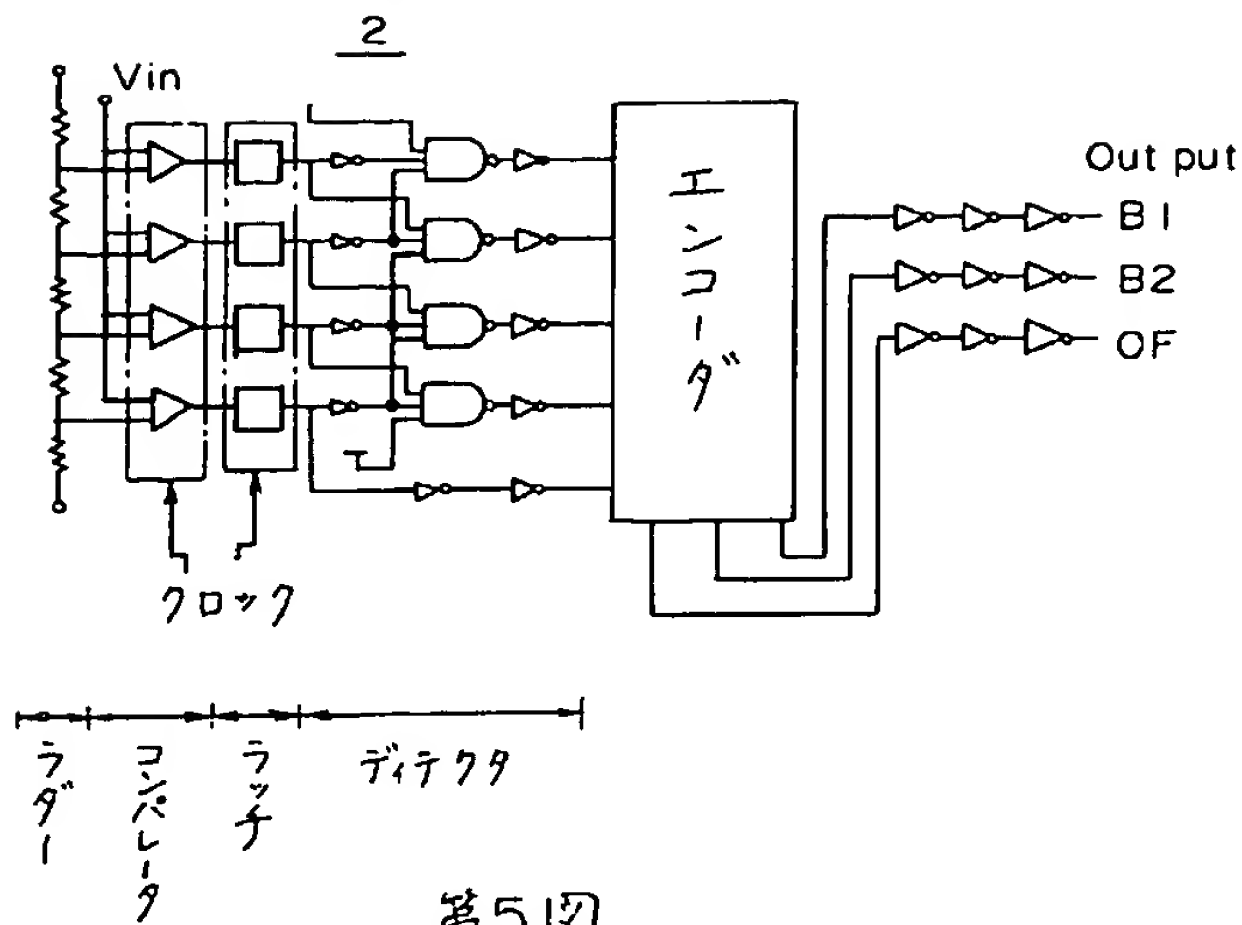 2
Vin
エンコーダ
Out put
B1
B2
OF
クロック
ラダー
コンパレータ
ラッチ
ディテクタ
第5図